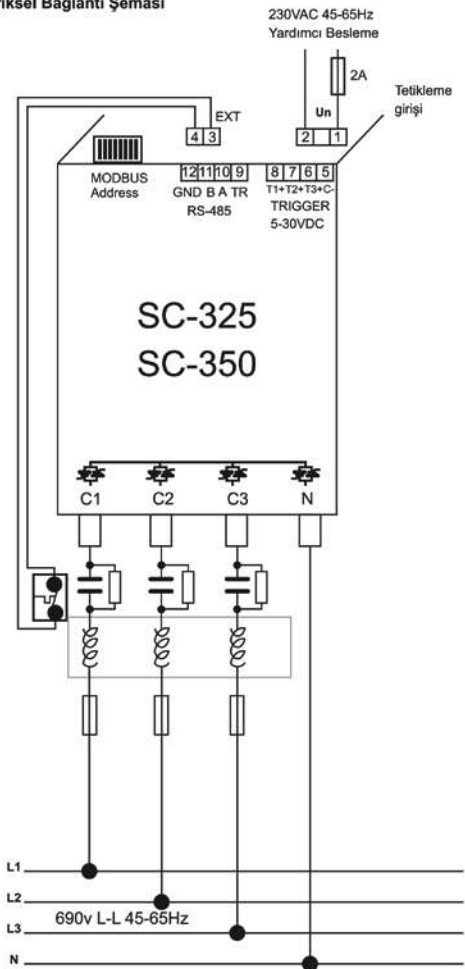 Bağlantı Şeması
230VAC 45-65Hz
Yardımcı Besleme
2A
Tetikleme
girişi
Un
EXT
4 3
2 1
MODBUS
Address
12 11 10 9
8 7 6 5
GND B A TR
RS-485
T1+T2+T3+C-
TRIGGER
5-30VDC
SC-325
SC-350
C1 C2 C3 N
L1
L2
690v L-L 45-65Hz
L3
N